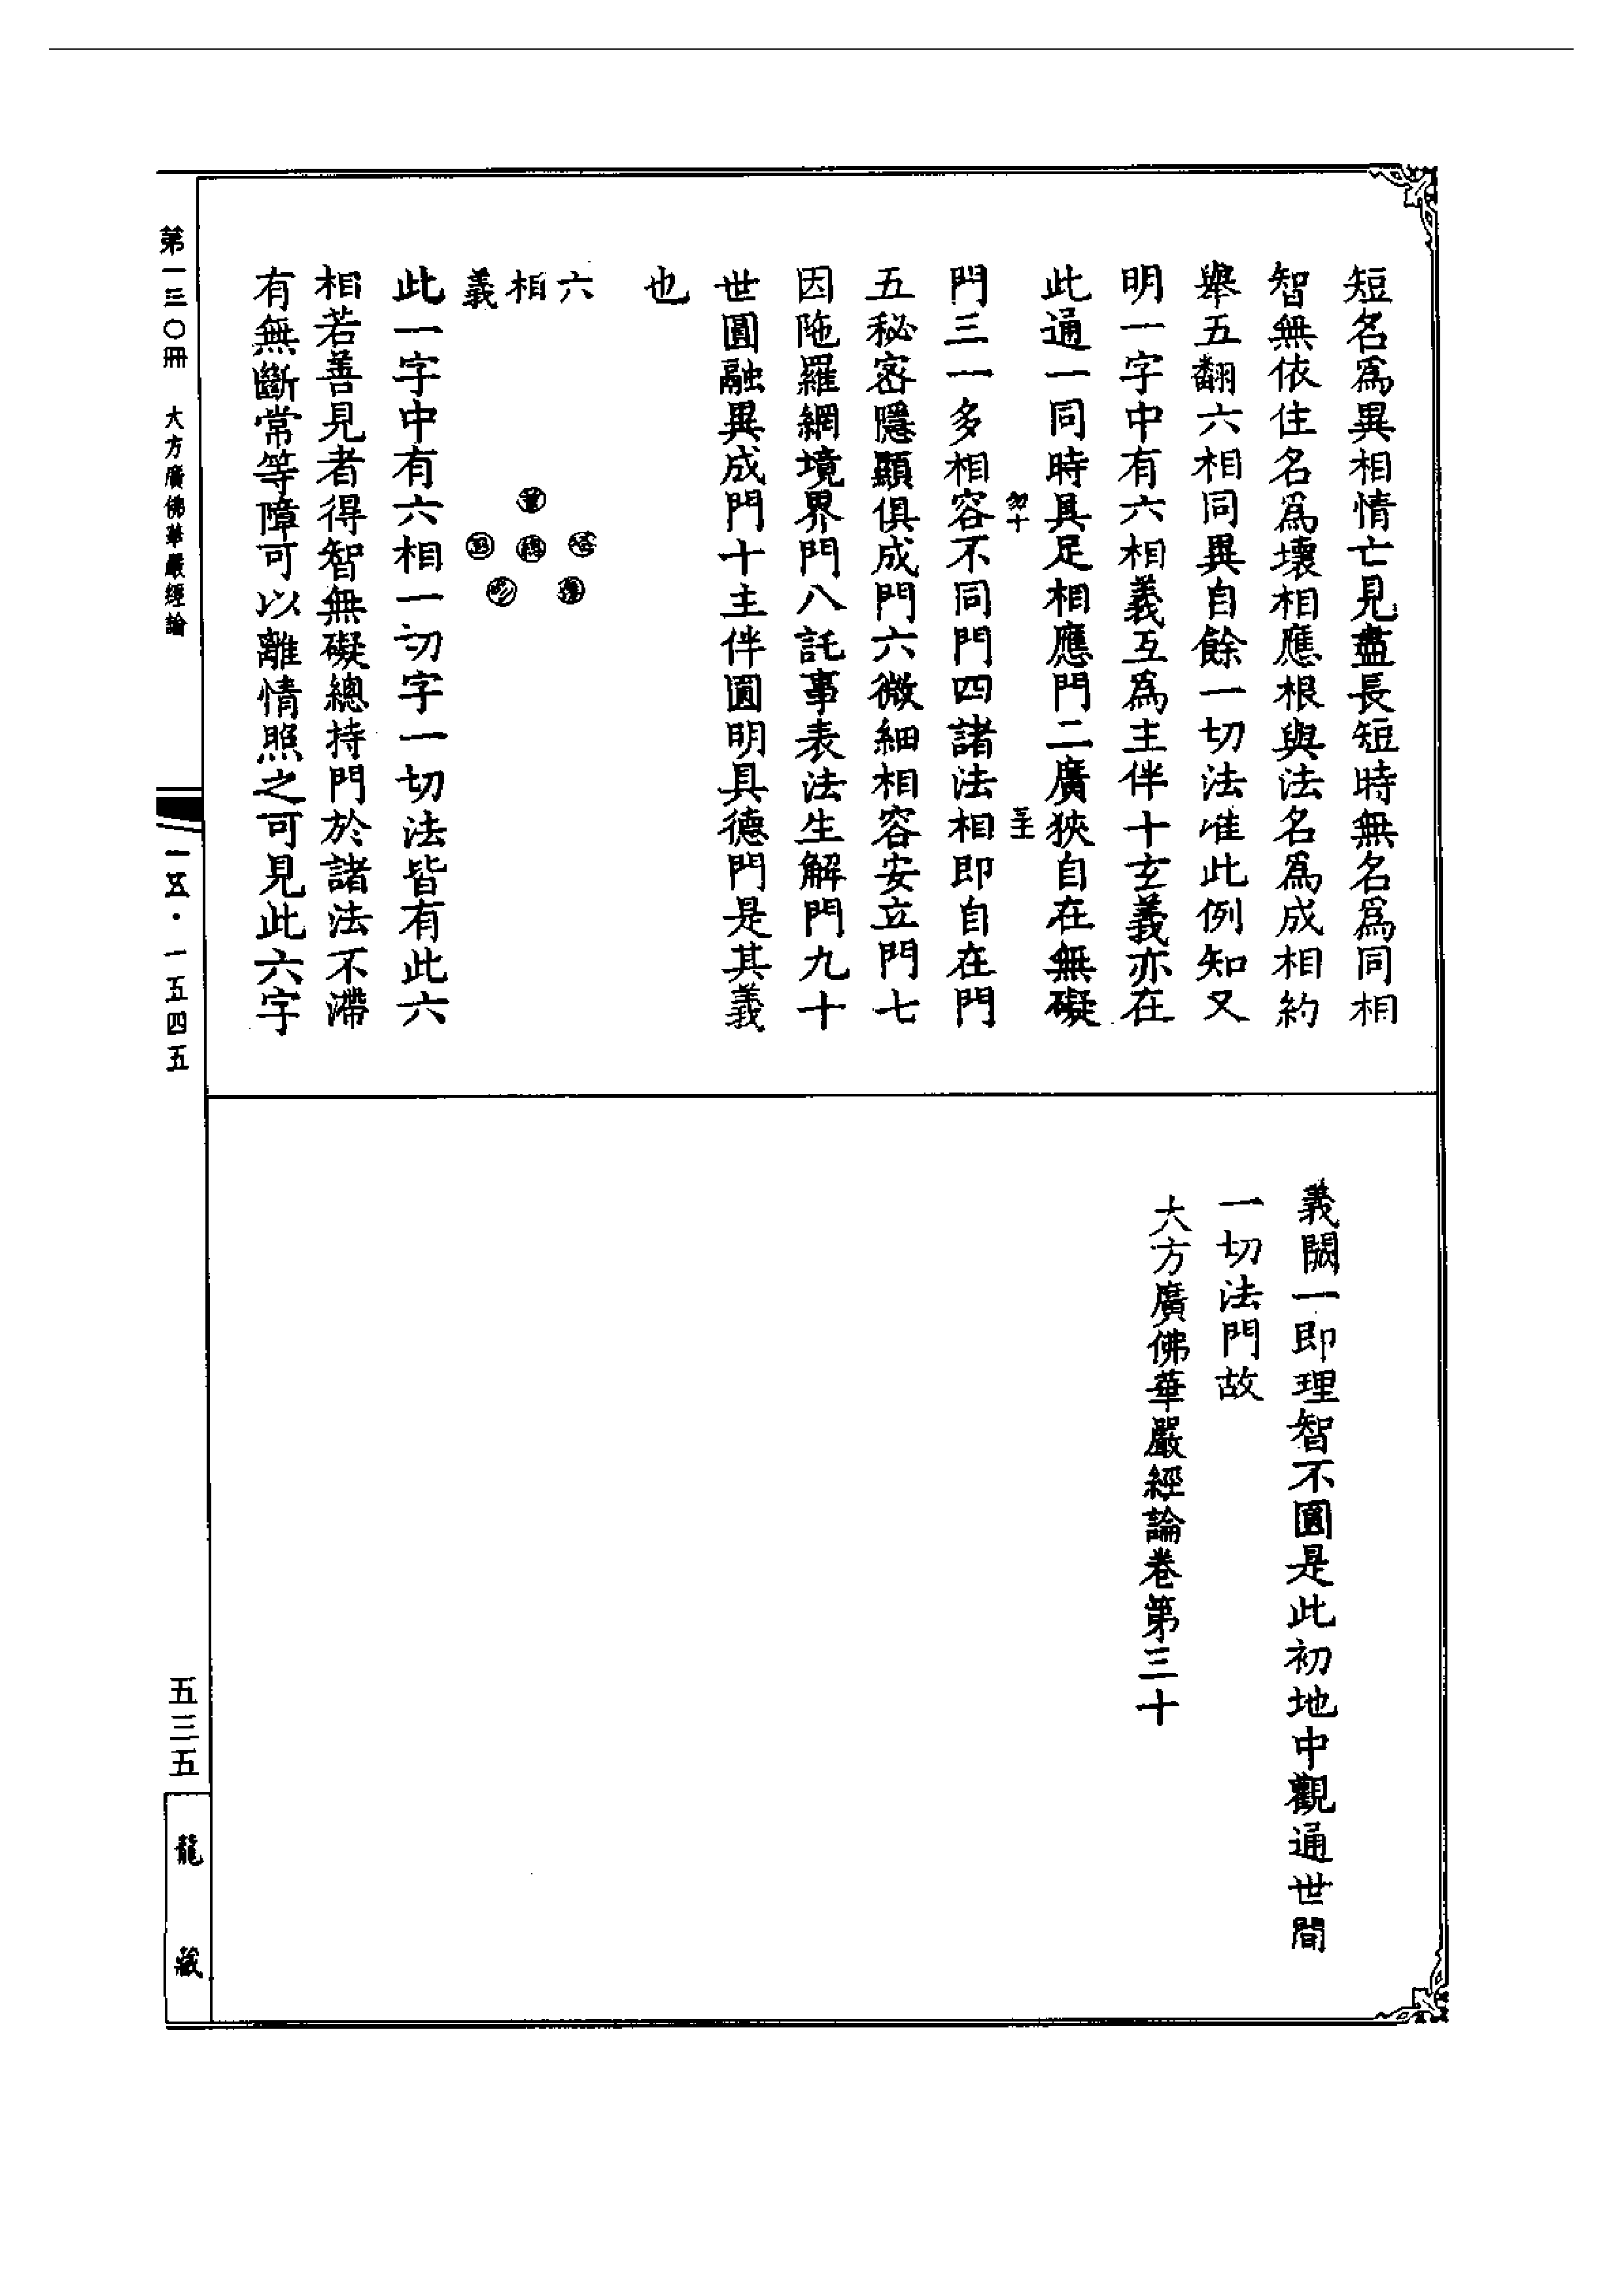 短名爲異相情亡見盡長短時無名爲同相
智無依住名爲壞相應根與法名爲成相約
舉五翻六相同異自餘一切法准此例知又
明一字中有六相義互爲主伴十玄義亦在
此通一同時具足相應門二廣狹自在無礙
門三一多相容不同門四諸法相即自在門
五秘密隱顯俱成門六微細相容安立門七
因陁羅網境界門八託事表法生解門九十
世圓融異成門十主伴圓明具德門是其義
也
六
相
義
此一字中有六相一切字一切法皆有此六
相若善見者得智無礙總持門於諸法不滯
有無斷常等障可以離情照之可見此六字
義闕一即理智不圓是此初地中觀通世間
一切法門故
大方廣佛華嚴經論卷第三十
第一三〇冊 大方廣佛華嚴經論
一五·一五四五
五三五
龍藏